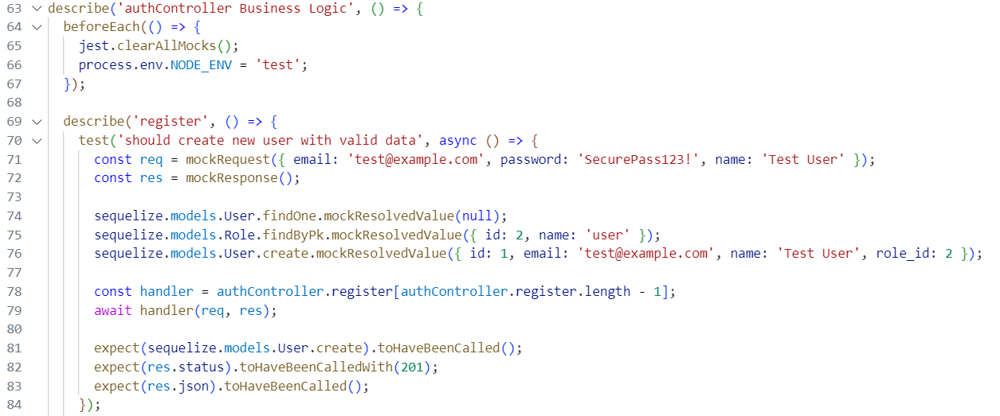 63 describe('authController Business Logic', () => {
64 beforeEach(() => {
65 jest.clearAllMocks();
66 process.env.NODE_ENV = 'test';
67 });
68
69 describe('register', () => {
70 test('should create new user with valid data', async () => {
71 const req = mockRequest({ email: 'test@example.com', password: 'SecurePass123!', name: 'Test User' });
72 const res = mockResponse();
73
74 sequelize.models.User.findOne.mockResolvedValue(null);
75 sequelize.models.Role.findByPk.mockResolvedValue({ id: 2, name: 'user' });
76 sequelize.models.User.create.mockResolvedValue({ id: 1, email: 'test@example.com', name: 'Test User', role_id: 2 });
77
78 const handler = authController.register[authController.register.length - 1];
79 await handler(req, res);
80
81 expect(sequelize.models.User.create).toHaveBeenCalled();
82 expect(res.status).toHaveBeenCalledWith(201);
83 expect(res.json).toHaveBeenCalled();
84 });